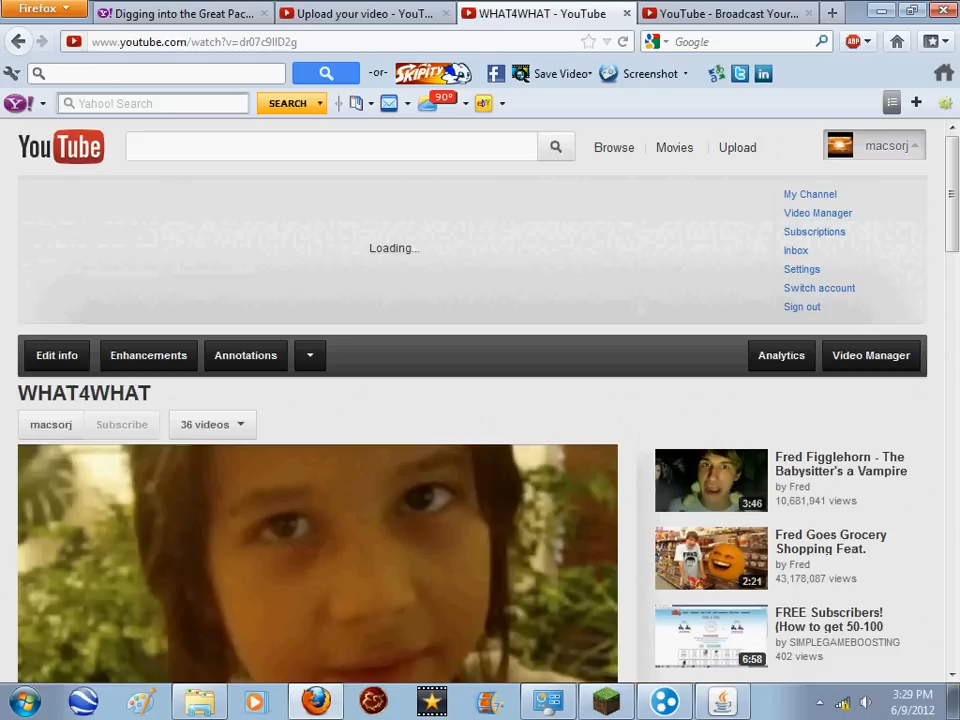 Firefox
Digging into the Great Pac...
Upload your video - YouT...
WHAT4WHAT - YouTube
YouTube - Broadcast Your...
www.youtube.com/watch?v=dr07c9IlD2g
Google
ABP
-or-
SKIPITY
Save Video
Screenshot
Y!
Yahoo! Search
SEARCH
90°
YouTube
Browse
Movies
Upload
macsorj
Loading...
My Channel
Video Manager
Subscriptions
Inbox
Settings
Switch account
Sign out
Edit info
Enhancements
Annotations
Analytics
Video Manager
WHAT4WHAT
macsorj
Subscribe
36 videos
Fred Figglehorn - The
Babysitter's a Vampire
by Fred
10,681,941 views
3:46
Fred Goes Grocery
Shopping Feat.
by Fred
43,178,087 views
2:21
FREE Subscribers!
(How to get 50-100
by SIMPLEGAMEBOOSTING
402 views
6:58
3:29 PM
6/9/2012